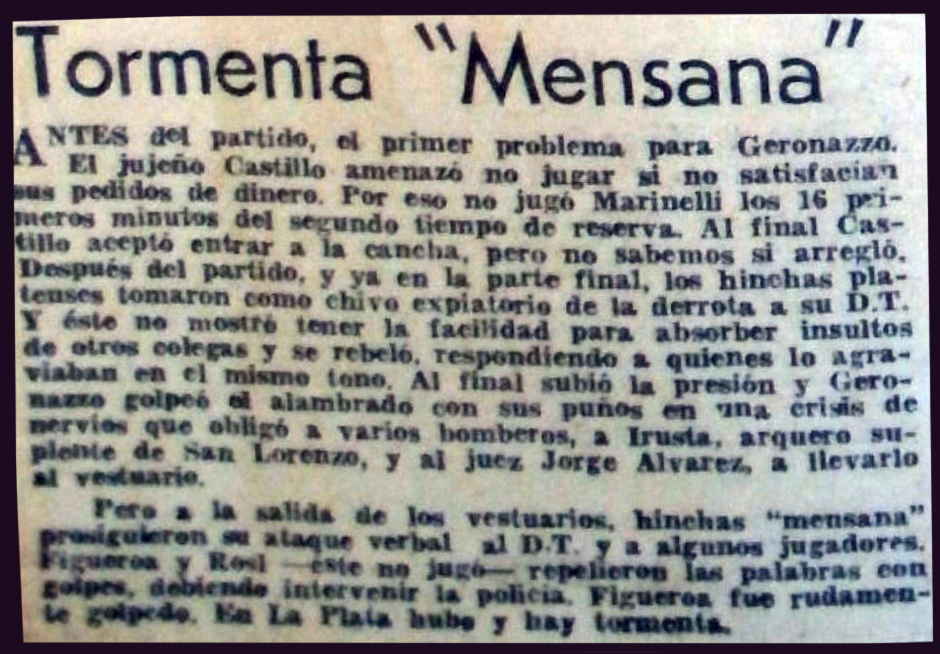 Tormenta "Mensana"
ANTES del partido, el primer problema para Geronazzo.
El jujeño Castillo amenazó no jugar si no satisfacían
sus pedidos de dinero. Por eso no jugó Marinelli los 16 pri-
meros minutos del segundo tiempo de reserva. Al final Cas-
tillo aceptó entrar a la cancha, pero no sabemos si arregló.
Después del partido, y ya en la parte final, los hinchas pla-
tenses tomaron como chivo expiatorio de la derrota a su D.T.
Y éste no mostró tener la facilidad para absorber insultos
de otros colegas y se rebeló, respondiendo a quienes lo agra-
viaban en el mismo tono. Al final subió la presión y Gero-
nazzo golpeó el alambrado con sus puños en una crisis de
nervios que obligó a varios bomberos, a Irusta, arquero su-
plente de San Lorenzo, y al juez Jorge Alvarez, a llevarlo
al vestuario.
Pero a la salida de los vestuarios, hinchas "mensana"
prosiguieron su ataque verbal al D.T. y a algunos jugadores.
Figueroa y Rosl —éste no jugó— repelieron las palabras con
golpes, debiendo intervenir la policía. Figueroa fue rudamen-
te golpedo. En La Plata hubo y hay tormenta.